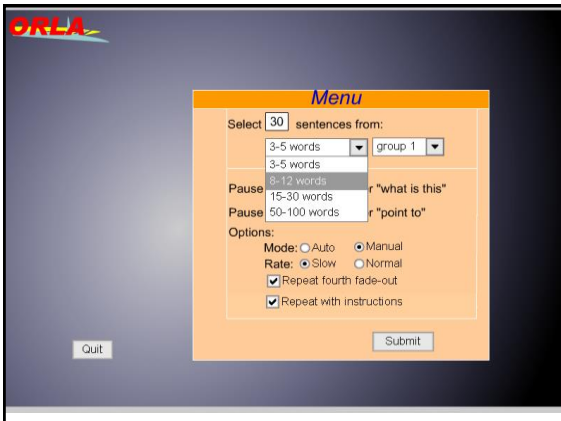 ORLA
Menu
Select 30 sentences from:
3-5 words group 1
3-5 words
8-12 words
15-30 words
50-100 words
Pause r "what is this"
Pause r "point to"
Options:
Mode: Auto Manual
Rate: Slow Normal
Repeat fourth fade-out
Repeat with instructions
Quit
Submit